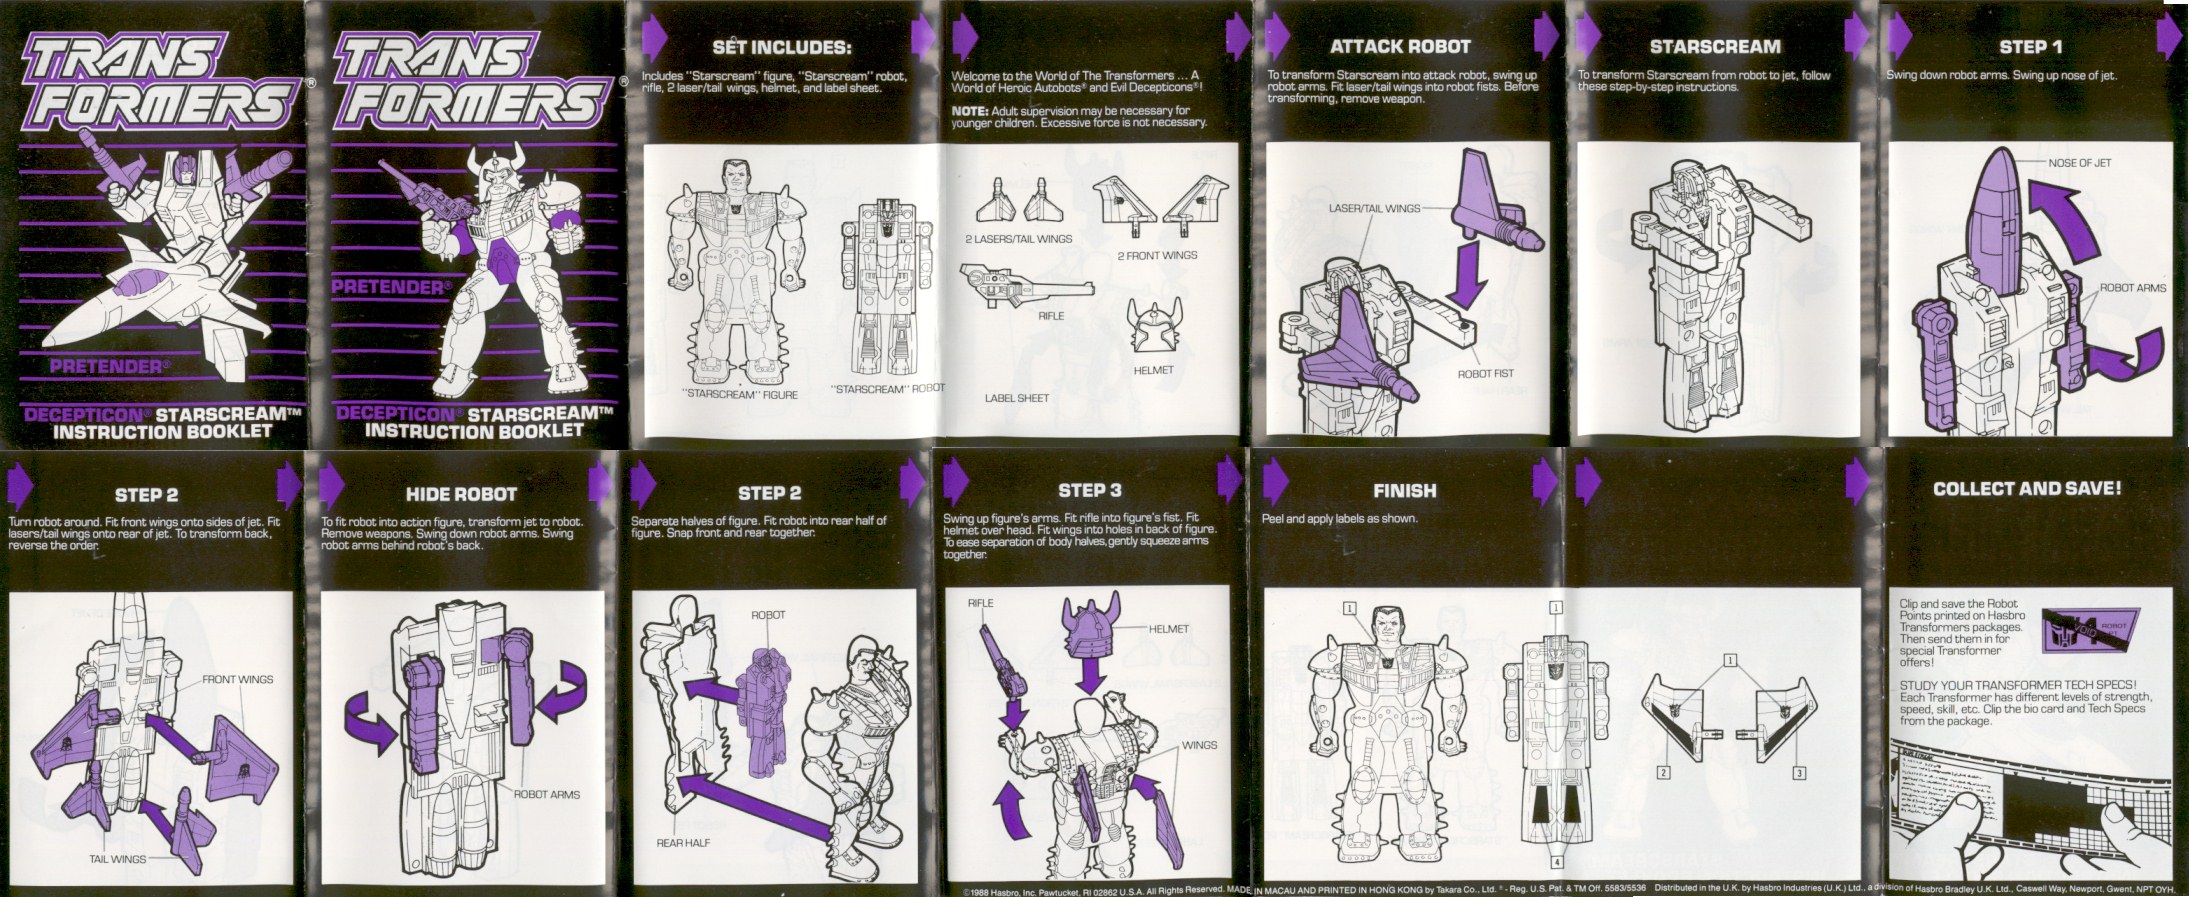 TRANS
FORMERS®
PRETENDER®
DECEPTICON® STARSCREAM™
INSTRUCTION BOOKLET
TRANS
FORMERS®
PRETENDER®
DECEPTICON® STARSCREAM™
INSTRUCTION BOOKLET
SET INCLUDES:
Includes "Starscream" figure, "Starscream" robot,
rifle, 2 laser/tail wings, helmet, and label sheet.
"STARSCREAM" FIGURE
"STARSCREAM" ROBOT
Welcome to the World of The Transformers ... A
World of Heroic Autobots® and Evil Decepticons®!
NOTE: Adult supervision may be necessary for
younger children. Excessive force is not necessary.
2 LASERS/TAIL WINGS
2 FRONT WINGS
RIFLE
HELMET
LABEL SHEET
ATTACK ROBOT
To transform Starscream into attack robot, swing up
robot arms. Fit laser/tail wings into robot fists. Before
transforming, remove weapon.
LASER/TAIL WINGS
ROBOT FIST
STARSCREAM
To transform Starscream from robot to jet, follow
these step-by-step instructions.
STEP 1
Swing down robot arms. Swing up nose of jet.
NOSE OF JET
ROBOT ARMS
STEP 2
Turn robot around. Fit front wings onto sides of jet. Fit
lasers/tail wings onto rear of jet. To transform back,
reverse the order.
FRONT WINGS
TAIL WINGS
HIDE ROBOT
To fit robot into action figure, transform jet to robot.
Remove weapons. Swing down robot arms. Swing
robot arms behind robot's back.
ROBOT ARMS
STEP 2
Separate halves of figure. Fit robot into rear half of
figure. Snap front and rear together.
ROBOT
REAR HALF
STEP 3
Swing up figure's arms. Fit rifle into figure's fist. Fit
helmet over head. Fit wings into holes in back of figure.
To ease separation of body halves, gently squeeze arms
together.
RIFLE
HELMET
WINGS
FINISH
Peel and apply labels as shown.
1
1
4
1
2
3
COLLECT AND SAVE!
Clip and save the Robot
Points printed on Hasbro
Transformers packages.
Then send them in for
special Transformer
offers!
VOID
ROBOT
STUDY YOUR TRANSFORMER TECH SPECS!
Each Transformer has different levels of strength,
speed, skill, etc. Clip the bio card and Tech Specs
from the package.
©1988 Hasbro, Inc. Pawtucket, RI 02862 U.S.A. All Rights Reserved. MADE IN MACAU AND PRINTED IN HONG KONG by Takara Co., Ltd. ® - Reg. U.S. Pat. & TM Off. 5583/5536 Distributed in the U.K. by Hasbro Industries (U.K.) Ltd., a division of Hasbro Bradley U.K. Ltd., Caswell Way, Newport, Gwent, NPT OYH.